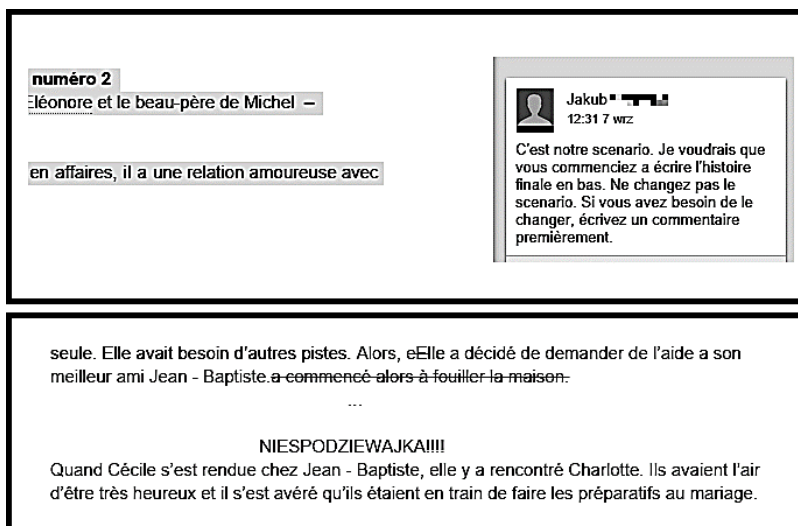 numéro 2
Eléonore et le beau-père de Michel –
en affaires, il a une relation amoureuse avec
Jakub
12:31 7 wrz
C'est notre scenario. Je voudrais que
vous commenciez a écrire l'histoire
finale en bas. Ne changez pas le
scenario. Si vous avez besoin de le
changer, écrivez un commentaire
premièrement.
seule. Elle avait besoin d'autres pistes. Alors, eElle a décidé de demander de l'aide a son
meilleur ami Jean - Baptiste.a commencé alors à fouiller la maison.
...
NIESPODZIEWAJKA!!!!
Quand Cécile s'est rendue chez Jean - Baptiste, elle y a rencontré Charlotte. Ils avaient l'air
d'être très heureux et il s'est avéré qu'ils étaient en train de faire les préparatifs au mariage.